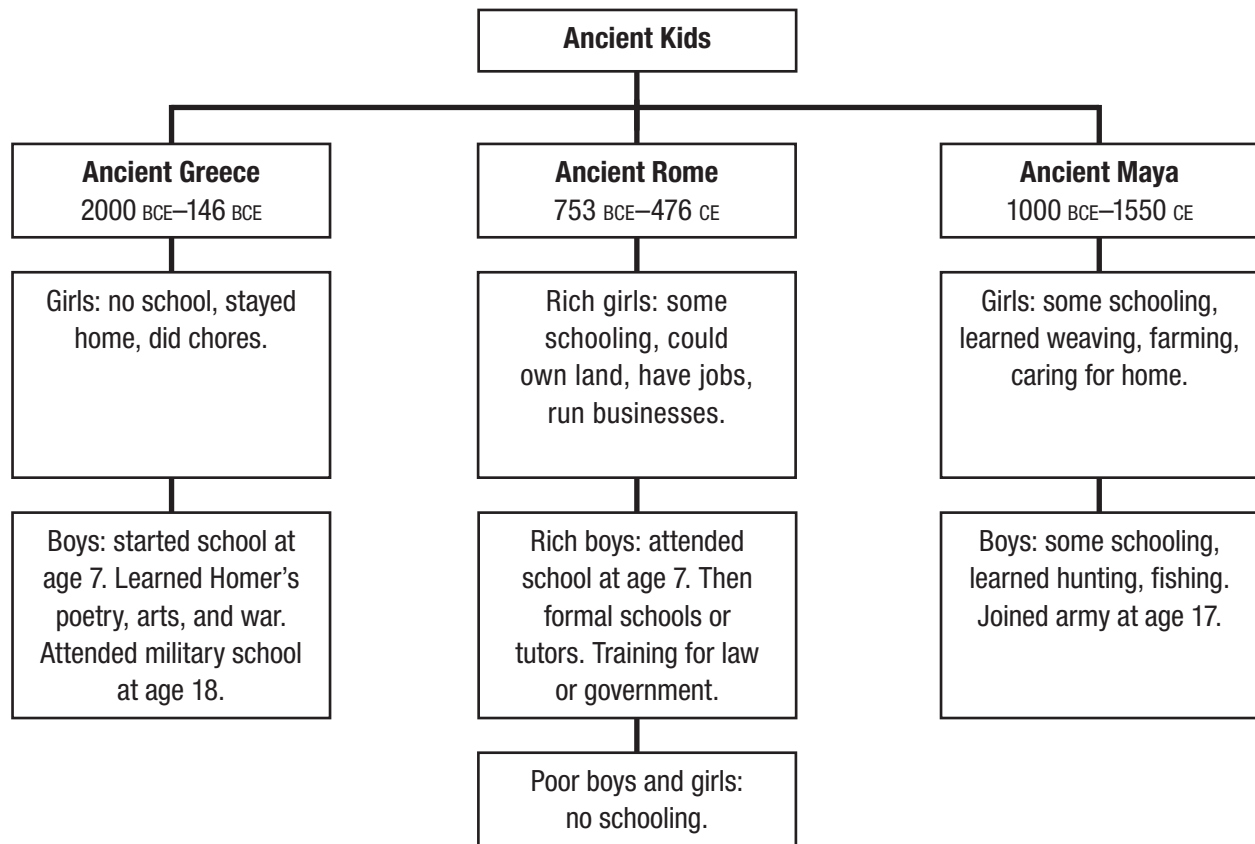 Ancient Kids
Ancient Greece
2000 BCE–146 BCE
Girls: no school, stayed
home, did chores.
Boys: started school at
age 7. Learned Homer’s
poetry, arts, and war.
Attended military school
at age 18.
Ancient Rome
753 BCE–476 CE
Rich girls: some
schooling, could
own land, have jobs,
run businesses.
Rich boys: attended
school at age 7. Then
formal schools or
tutors. Training for law
or government.
Poor boys and girls:
no schooling.
Ancient Maya
1000 BCE–1550 CE
Girls: some schooling,
learned weaving, farming,
caring for home.
Boys: some schooling,
learned hunting, fishing.
Joined army at age 17.